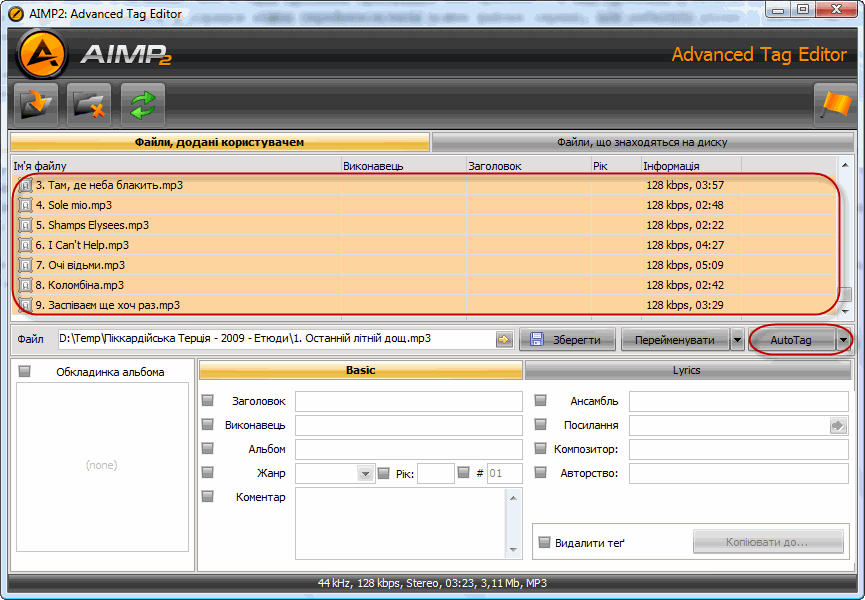 AIMP2: Advanced Tag Editor
AIMP2
Advanced Tag Editor
Файли, додані користувачем
Файли, що знаходяться на диску
Ім'я файлу Виконавець Заголовок Рік Інформація
3. Там, де неба блакить.mp3 128 kbps, 03:57
4. Sole mio.mp3 128 kbps, 02:48
5. Shamps Elysees.mp3 128 kbps, 02:22
6. I Can't Help.mp3 128 kbps, 04:27
7. Очі відьми.mp3 128 kbps, 05:09
8. Коломбіна.mp3 128 kbps, 02:42
9. Заспіваєм ще хоч раз.mp3 128 kbps, 03:29
Файл D:\Temp\Піккардійська Терція - 2009 - Етюди\1. Останній літній дощ.mp3 Зберегти Перейменувати AutoTag
Обкладинка альбома
(none)
Basic Lyrics
Заголовок Ансамбль
Виконавець Посилання
Альбом Композитор:
Жанр Рік: # 01 Авторство:
Коментар
Видалити теґ Копіювати до...
44 kHz, 128 kbps, Stereo, 03:23, 3,11 Mb, MP3